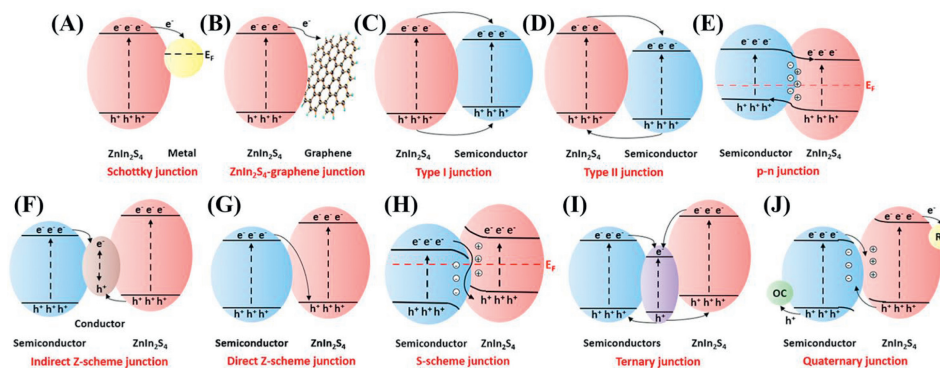 (A)
e⁻ e⁻ e⁻
e⁻
E_F
h⁺ h⁺ h⁺
ZnIn₂S₄ Metal
Schottky junction
(B)
e⁻ e⁻ e⁻
e⁻
h⁺ h⁺ h⁺
ZnIn₂S₄ Graphene
ZnIn₂S₄-graphene junction
(C)
e⁻ e⁻ e⁻
e⁻ e⁻ e⁻
h⁺ h⁺ h⁺
h⁺ h⁺ h⁺
ZnIn₂S₄ Semiconductor
Type I junction
(D)
e⁻ e⁻ e⁻
e⁻ e⁻ e⁻
h⁺ h⁺ h⁺
h⁺ h⁺ h⁺
ZnIn₂S₄ Semiconductor
Type II junction
(E)
e⁻ e⁻ e⁻
e⁻ e⁻ e⁻
- +
- +
- +
E_F
h⁺ h⁺ h⁺
h⁺ h⁺ h⁺
Semiconductor ZnIn₂S₄
p-n junction
(F)
e⁻ e⁻ e⁻
e⁻ e⁻ e⁻
e⁻
h⁺
h⁺ h⁺ h⁺
h⁺ h⁺ h⁺
Conductor
Semiconductor ZnIn₂S₄
Indirect Z-scheme junction
(G)
e⁻ e⁻ e⁻
e⁻ e⁻ e⁻
h⁺ h⁺ h⁺
h⁺ h⁺ h⁺
Semiconductor ZnIn₂S₄
Direct Z-scheme junction
(H)
e⁻ e⁻ e⁻
e⁻ e⁻ e⁻
- +
- +
- +
E_F
h⁺ h⁺ h⁺
h⁺ h⁺ h⁺
Semiconductor ZnIn₂S₄
S-scheme junction
(I)
e⁻ e⁻ e⁻
e⁻ e⁻ e⁻
e⁻
h⁺
h⁺ h⁺ h⁺
h⁺ h⁺ h⁺
Semiconductors ZnIn₂S₄
Ternary junction
(J)
e⁻ e⁻ e⁻
e⁻ e⁻ e⁻
e⁻
R
- +
- +
- +
OC
h⁺
h⁺ h⁺ h⁺
h⁺ h⁺ h⁺
Semiconductor ZnIn₂S₄
Quaternary junction